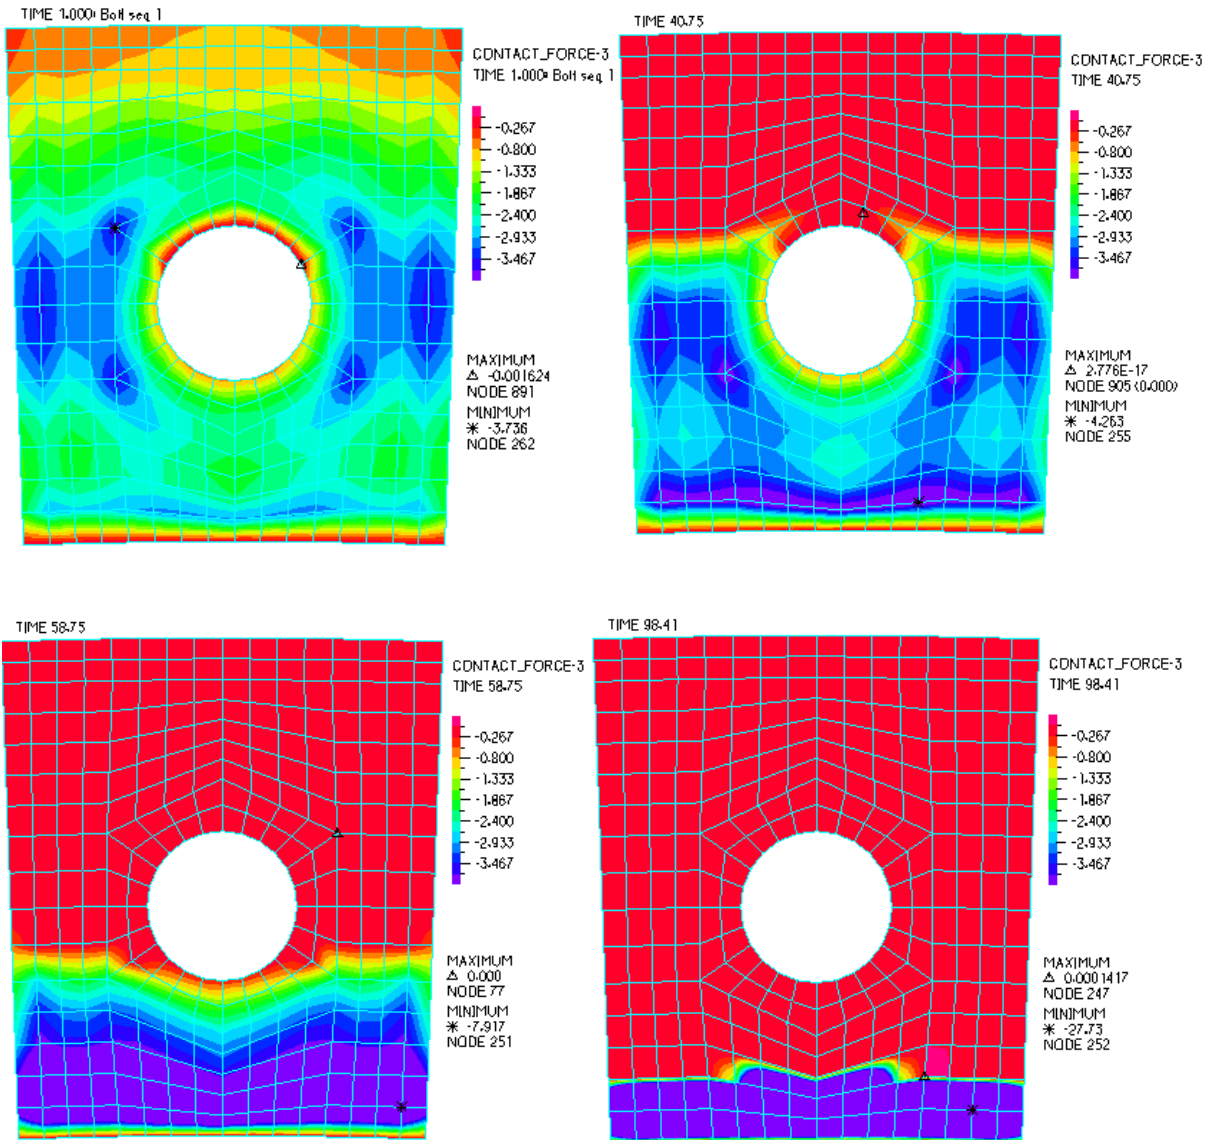 TIME 1.000: Bolt seq 1
CONTACT_FORCE-3
TIME 1.000: Bolt seq 1
-0.267
-0.800
-1.333
-1.867
-2.400
-2.933
-3.467
MAXIMUM
△ -0.001624
NODE 891
MINIMUM
✳ -3.736
NODE 262
TIME 40.75
CONTACT_FORCE-3
TIME 40.75
-0.267
-0.800
-1.333
-1.867
-2.400
-2.933
-3.467
MAXIMUM
△ 2.776E-17
NODE 905 (0.000)
MINIMUM
✳ -4.263
NODE 255
TIME 58.75
CONTACT_FORCE-3
TIME 58.75
-0.267
-0.800
-1.333
-1.867
-2.400
-2.933
-3.467
MAXIMUM
△ 0.000
NODE 77
MINIMUM
✳ -7.917
NODE 251
TIME 98.41
CONTACT_FORCE-3
TIME 98.41
-0.267
-0.800
-1.333
-1.867
-2.400
-2.933
-3.467
MAXIMUM
△ 0.0001417
NODE 247
MINIMUM
✳ -27.73
NODE 252